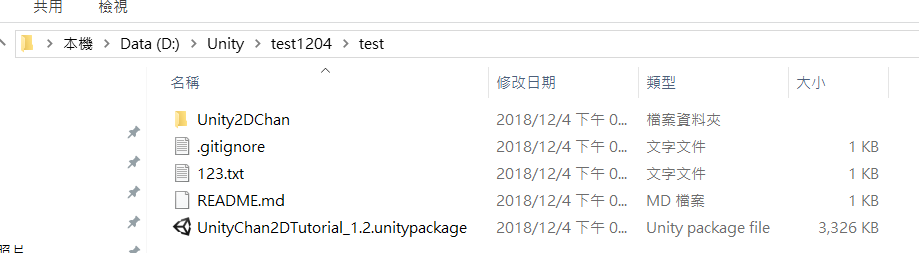 共用 檢視
本機 > Data (D:) > Unity > test1204 > test
名稱 修改日期 類型 大小
Unity2DChan 2018/12/4 下午 0... 檔案資料夾
.gitignore 2018/12/4 下午 0... 文字文件 1 KB
123.txt 2018/12/4 下午 0... 文字文件 1 KB
README.md 2018/12/4 下午 0... MD 檔案 1 KB
UnityChan2DTutorial_1.2.unitypackage 2018/12/4 下午 0... Unity package file 3,326 KB
照片